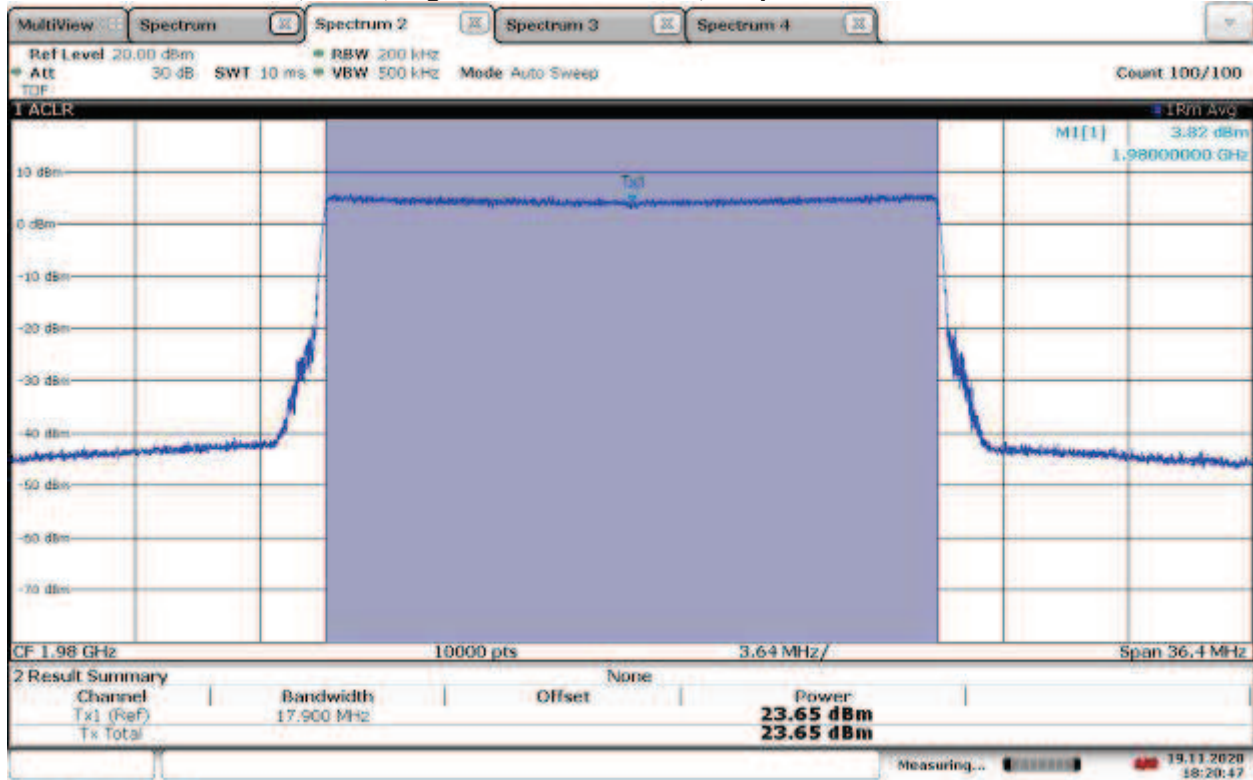 MultiView Spectrum Spectrum 2 Spectrum 3 Spectrum 4
Ref Level 20.00 dBm RBW 200 kHz
Att 30 dB SWT 10 ms VBW 500 kHz Mode Auto Sweep Count 100/100
TDF
1 ACLR 1Rm Avg
M1[1] 3.82 dBm
1.98000000 GHz
10 dBm
Tx1
0 dBm
-10 dBm
-20 dBm
-30 dBm
-40 dBm
-50 dBm
-60 dBm
-70 dBm
CF 1.98 GHz 10000 pts 3.64 MHz/ Span 36.4 MHz
2 Result Summary None
Channel Bandwidth Offset Power
Tx1 (Ref) 17.900 MHz 23.65 dBm
Tx Total 23.65 dBm
Measuring... 19.11.2020
18:20:47